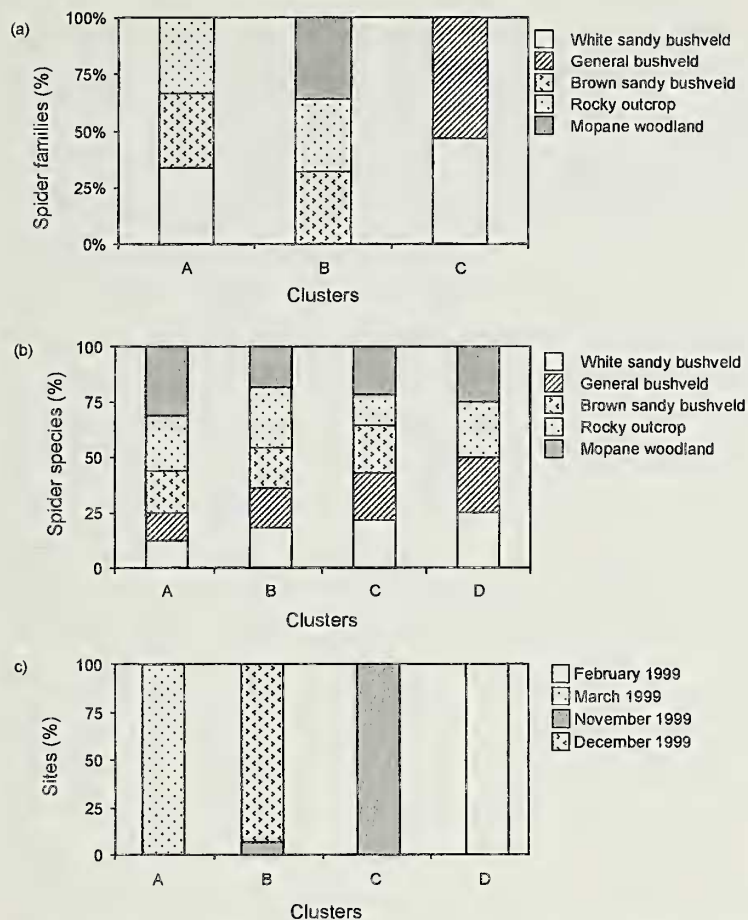 (a)
100%
75%
50%
25%
0%
Spider families (%)
A B C
Clusters
White sandy bushveld
General bushveld
Brown sandy bushveld
Rocky outcrop
Mopane woodland
(b)
100
75
50
25
0
Spider species (%)
A B C D
Clusters
White sandy bushveld
General bushveld
Brown sandy bushveld
Rocky outcrop
Mopane woodland
c)
100
75
50
25
0
Sites (%)
A B C D
Clusters
February 1999
March 1999
November 1999
December 1999